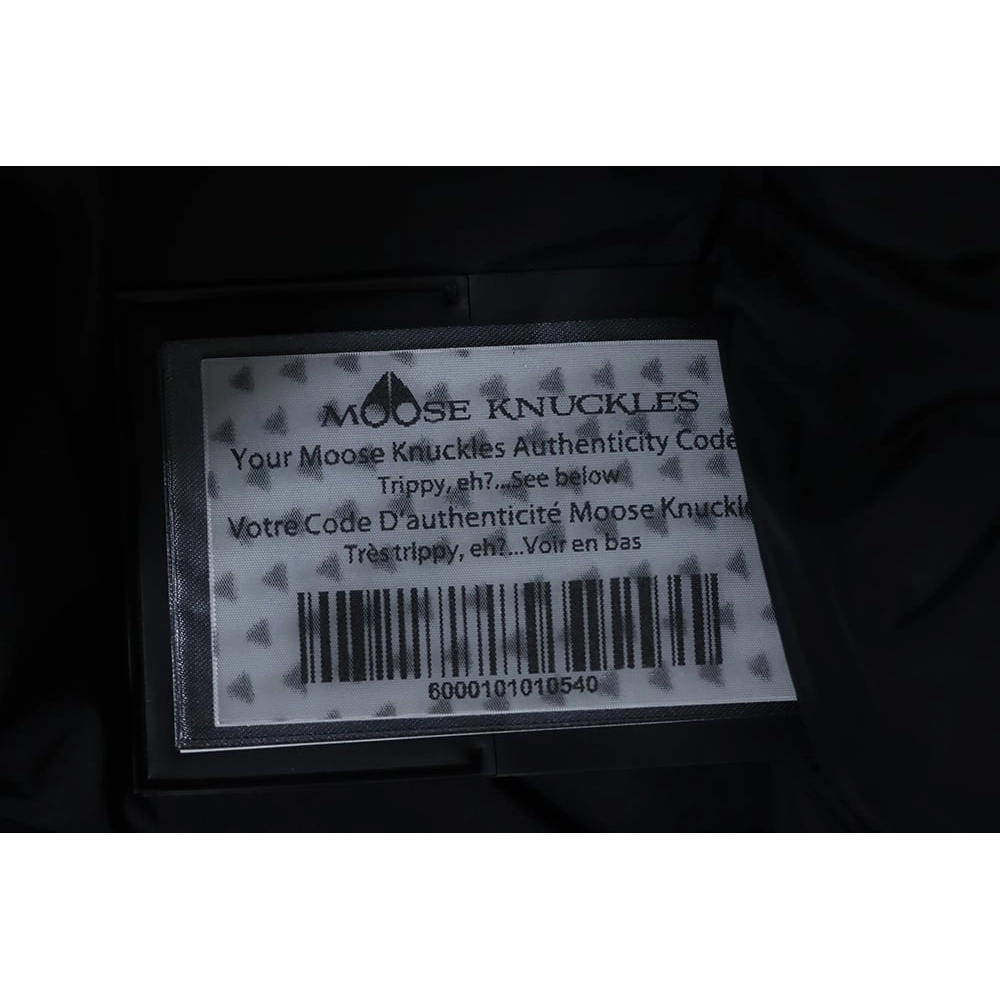 MOOSE KNUCKLES
Your Moose Knuckles Authenticity Code
Trippy, eh?...See below
Votre Code D'authenticité Moose Knuckle
Très trippy, eh?...Voir en bas
6000101010540